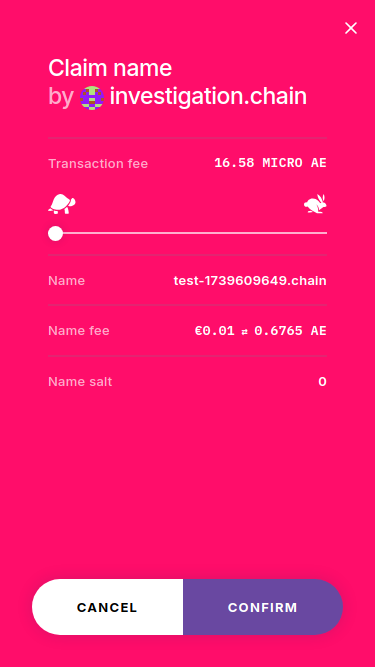 Claim name
by investigation.chain
Transaction fee 16.58 MICRO AE
Name test-1739609649.chain
Name fee €0.01 ⇄ 0.6765 AE
Name salt 0
CANCEL CONFIRM